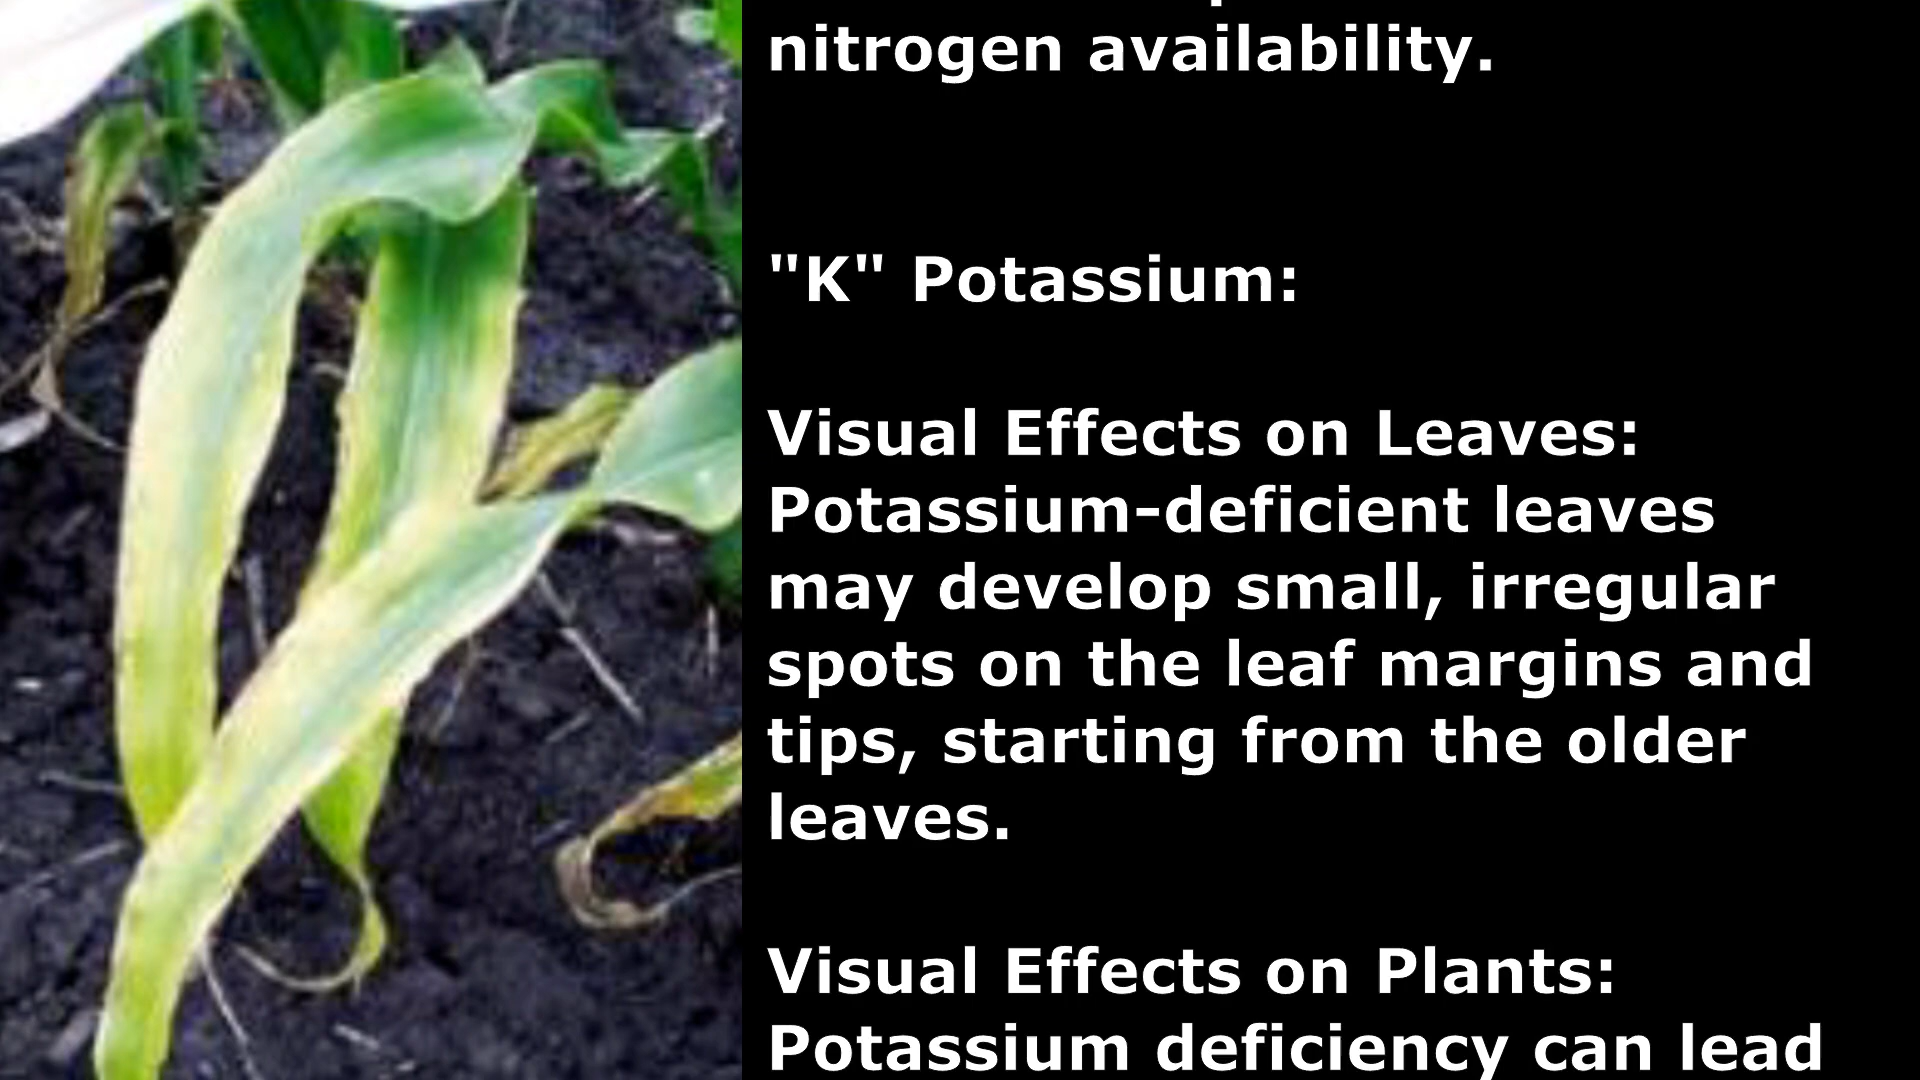 nitrogen availability.
"K" Potassium:
Visual Effects on Leaves:
Potassium-deficient leaves
may develop small, irregular
spots on the leaf margins and
tips, starting from the older
leaves.
Visual Effects on Plants:
Potassium deficiency can lead